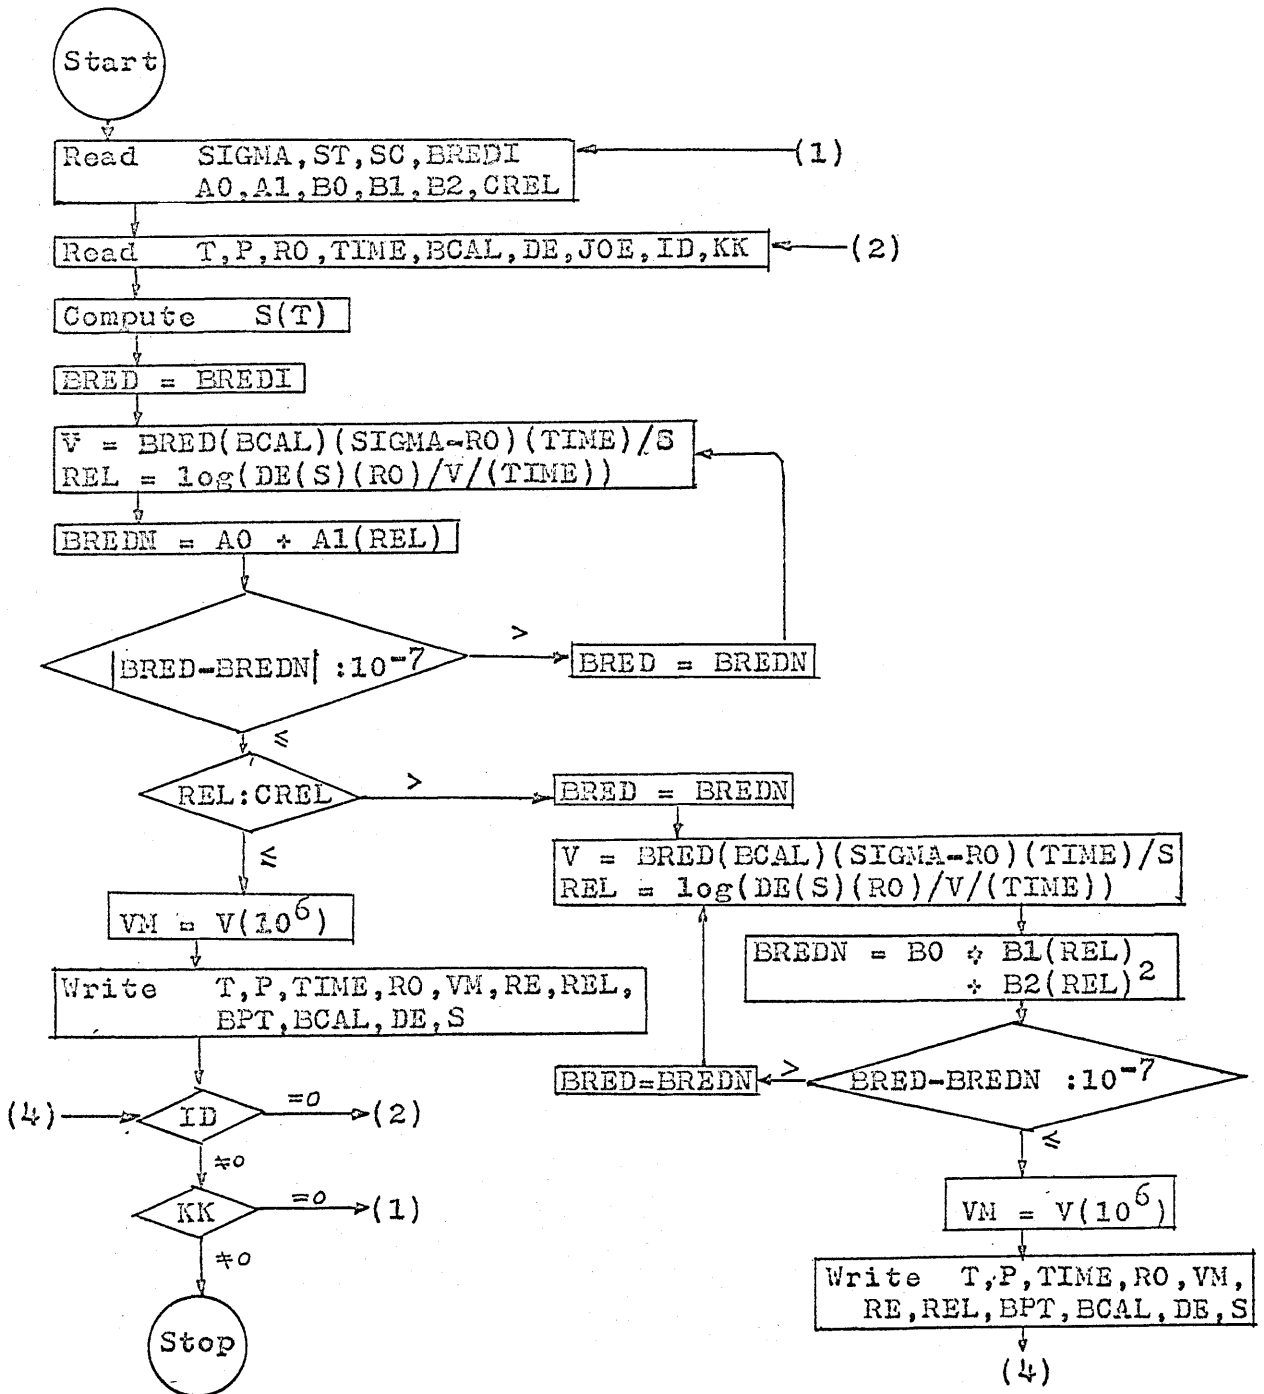 Start
Read SIGMA,ST,SC,BREDI
A0,A1,B0,B1,B2,CREL
(1)
Read T,P,RO,TIME,BCAL,DE,JOE,ID,KK
(2)
Compute S(T)
BRED = BREDI
V = BRED(BCAL)(SIGMA-RO)(TIME)/S
REL = log(DE(S)(RO)/V/(TIME))
BREDN = A0 + A1(REL)
|BRED-BREDN| :10⁻⁷
>
BRED = BREDN
≤
REL:CREL
>
BRED = BREDN
≤
V = BRED(BCAL)(SIGMA-RO)(TIME)/S
REL = log(DE(S)(RO)/V/(TIME))
VM = V(10⁶)
BREDN = B0 + B1(REL)
+ B2(REL)²
Write T,P,TIME,RO,VM,RE,REL,
BPT,BCAL,DE,S
BRED=BREDN
>
BRED-BREDN :10⁻⁷
≤
(4)
ID
=0
(2)
≠0
KK
=0
(1)
≠0
Stop
VM = V(10⁶)
Write T,P,TIME,RO,VM,
RE,REL,BPT,BCAL,DE,S
(4)